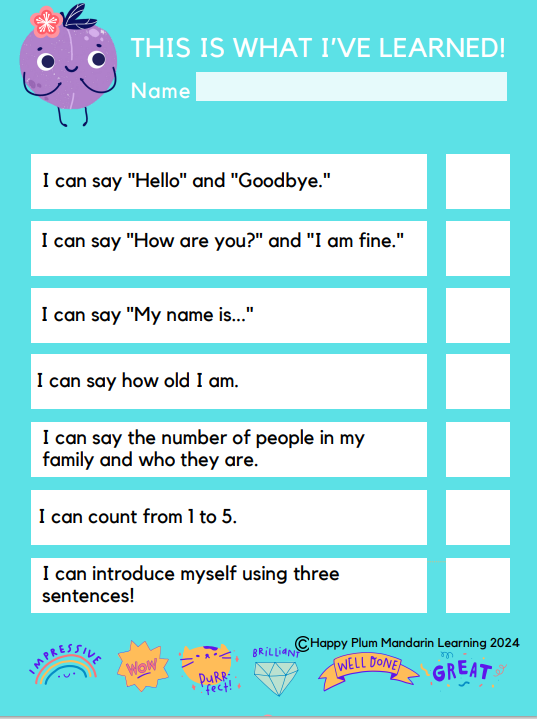 THIS IS WHAT I'VE LEARNED!
Name
I can say "Hello" and "Goodbye."
I can say "How are you?" and "I am fine."
I can say "My name is..."
I can say how old I am.
I can say the number of people in my
family and who they are.
I can count from 1 to 5.
I can introduce myself using three
sentences!
©Happy Plum Mandarin Learning 2024
IMPRESSIVE
WOW
PURR-
fect!
BRILLIANT
WELL DONE
GREAT